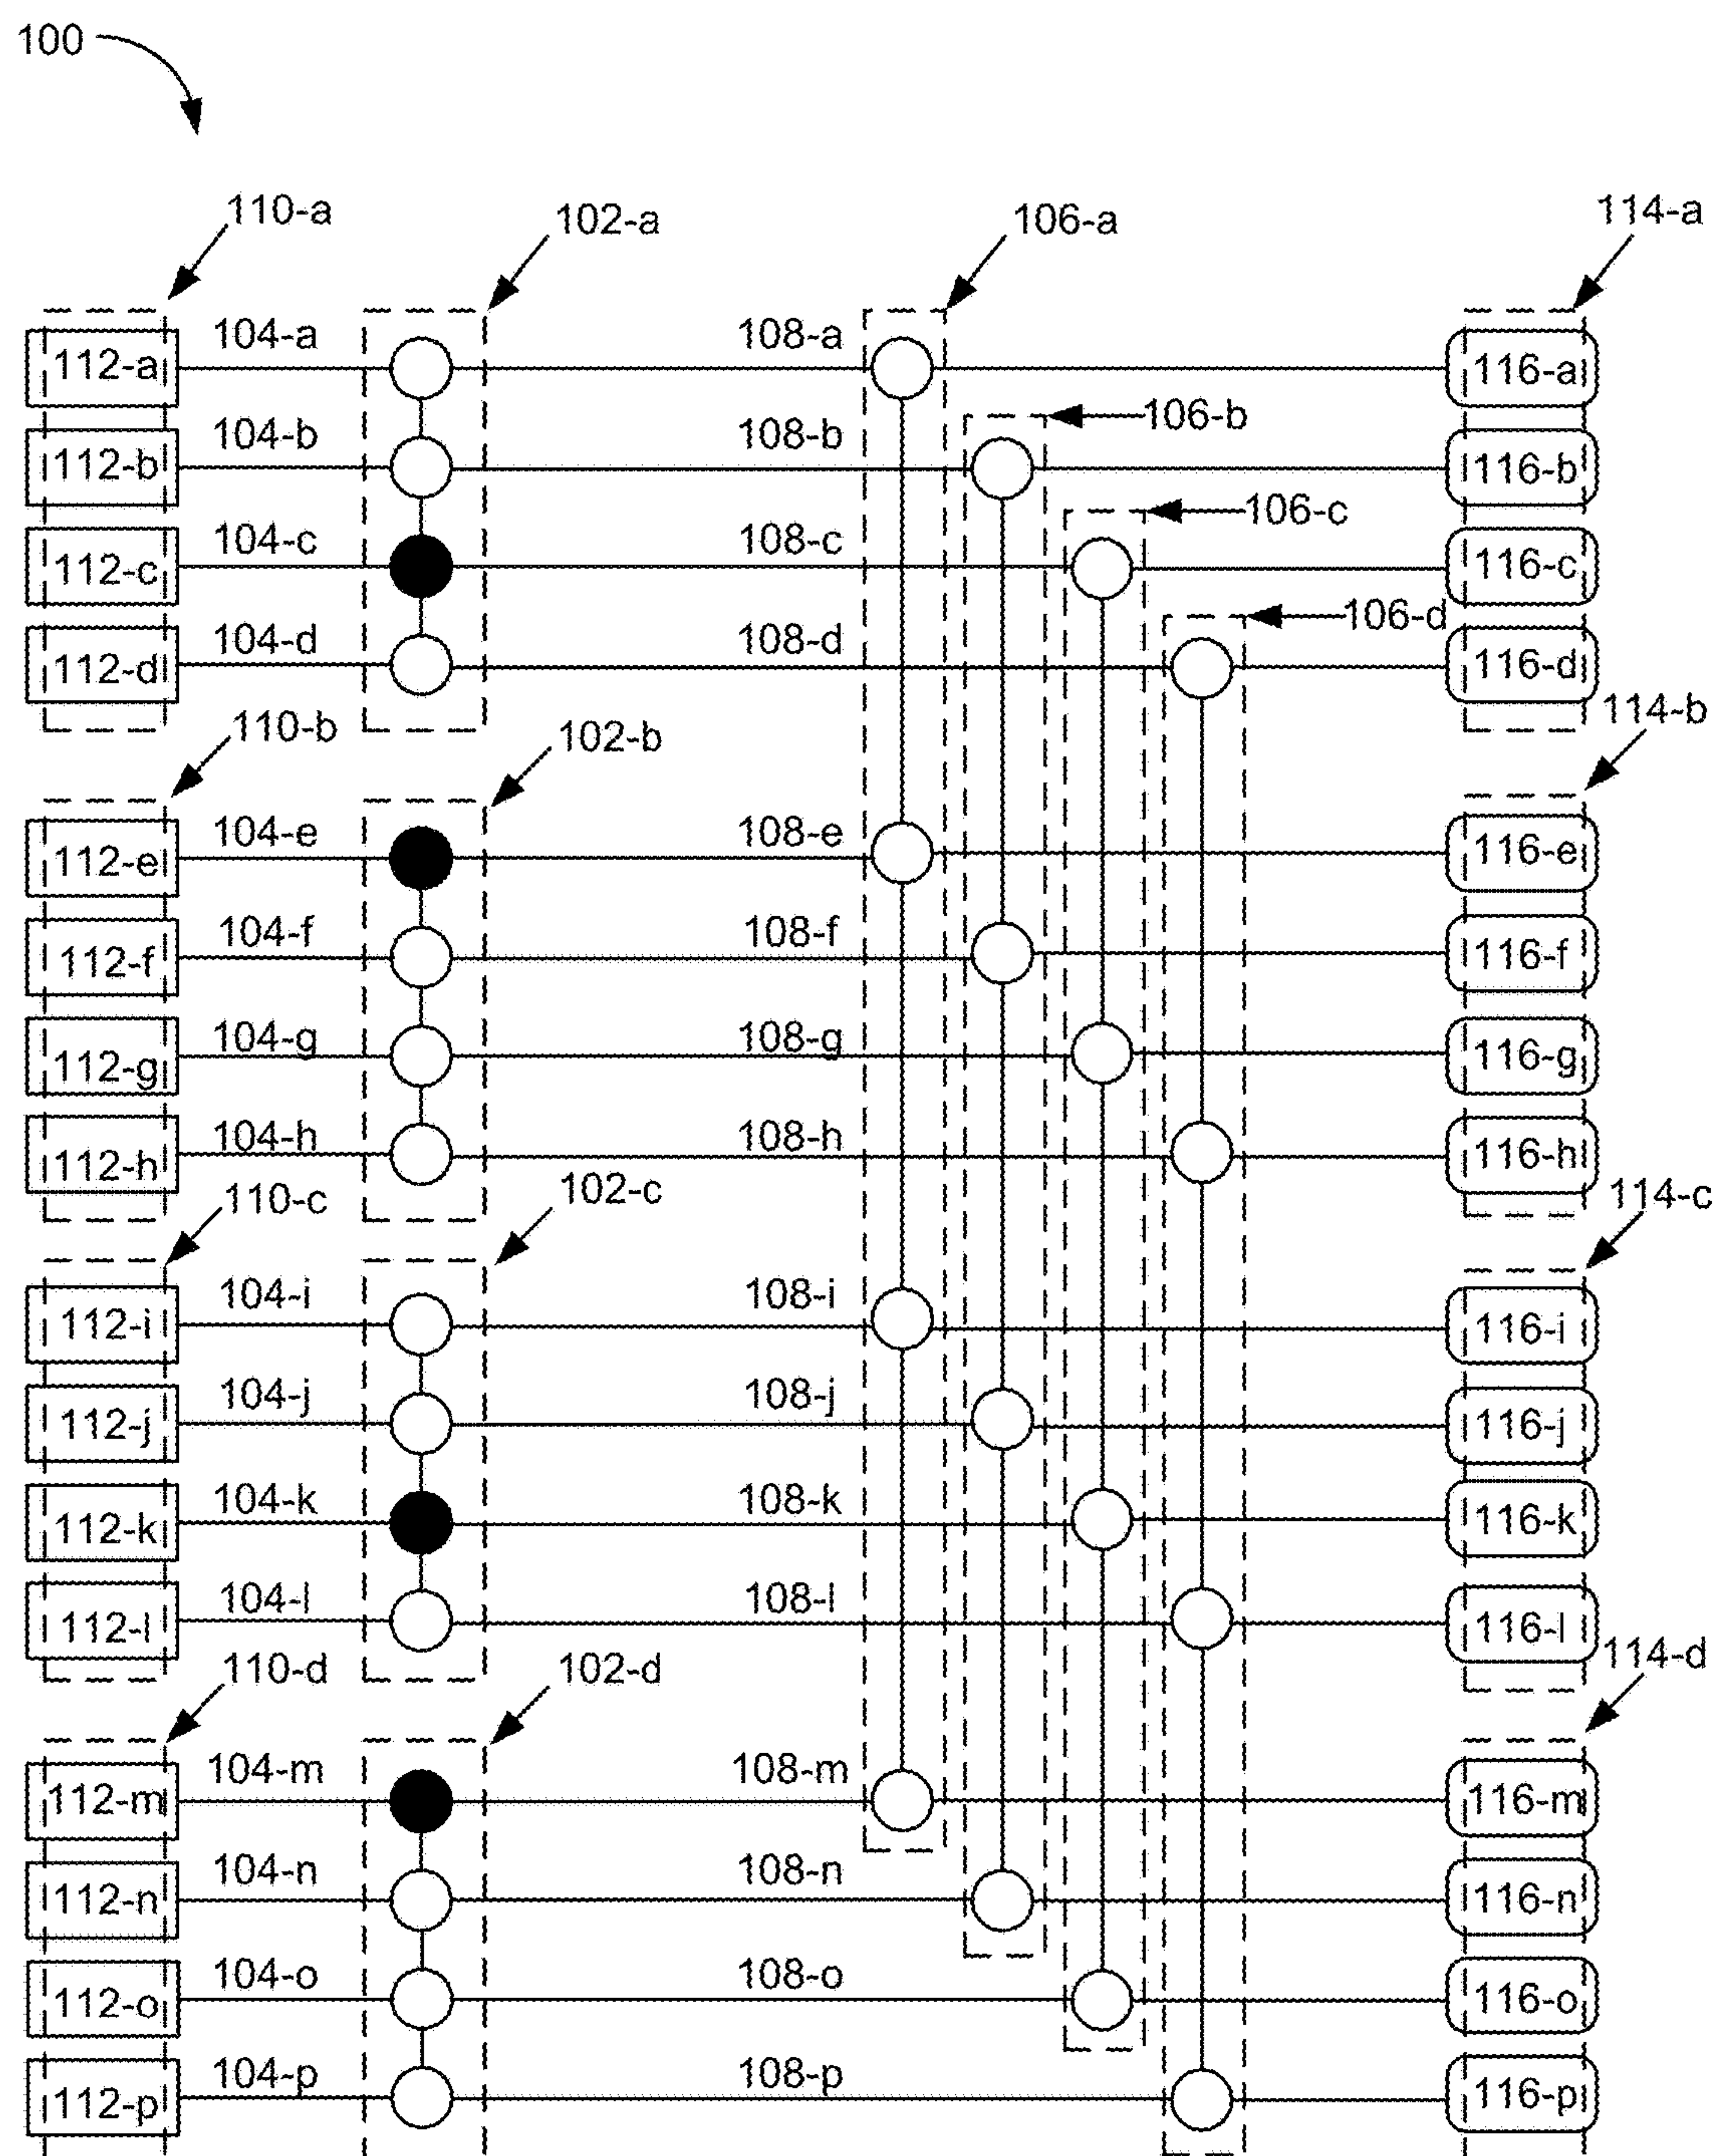 100
110-a 102-a 106-a 114-a
112-a 104-a 108-a 116-a
106-b
112-b 104-b 108-b 116-b
106-c
112-c 104-c 108-c 116-c
106-d
112-d 104-d 108-d 116-d
110-b 102-b 114-b
112-e 104-e 108-e 116-e
112-f 104-f 108-f 116-f
112-g 104-g 108-g 116-g
112-h 104-h 108-h 116-h
110-c 102-c 114-c
112-i 104-i 108-i 116-i
112-j 104-j 108-j 116-j
112-k 104-k 108-k 116-k
112-l 104-l 108-l 116-l
110-d 102-d 114-d
112-m 104-m 108-m 116-m
112-n 104-n 108-n 116-n
112-o 104-o 108-o 116-o
112-p 104-p 108-p 116-p